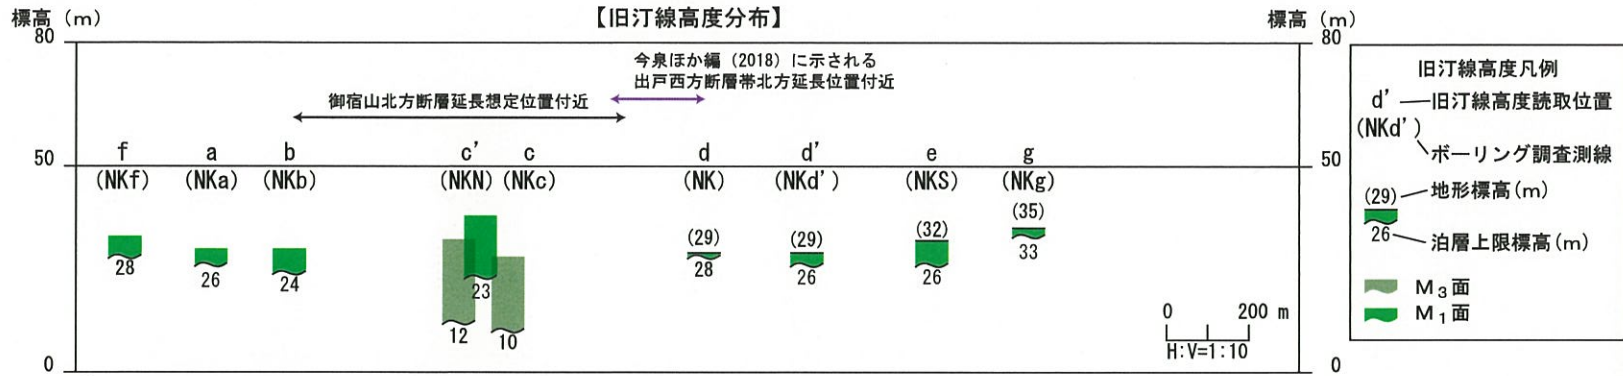 標高（m）
【旧汀線高度分布】
標高（m）
80
80
今泉ほか編（2018）に示される
出戸西方断層帯北方延長位置付近
御宿山北方断層延長想定位置付近
50
50
f a b c' c d d' e g
(NKf) (NKa) (NKb) (NKN) (NKc) (NK) (NKd') (NKS) (NKg)
(29) (29) (32) (35)
28 26 24 23 12 10 28 26 26 33
0 200 m
H:V=1:10
0
0
旧汀線高度凡例
d' 旧汀線高度読取位置
(NKd')
ボーリング調査測線
(29) 地形標高(m)
26 泊層上限標高(m)
M3面
M1面